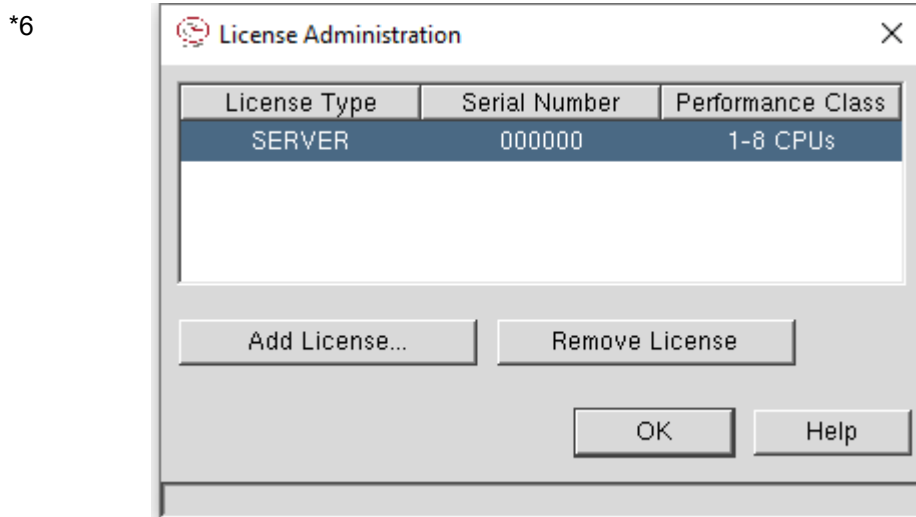 *6
License Administration
License Type Serial Number Performance Class
SERVER 000000 1-8 CPUs
Add License... Remove License
OK Help